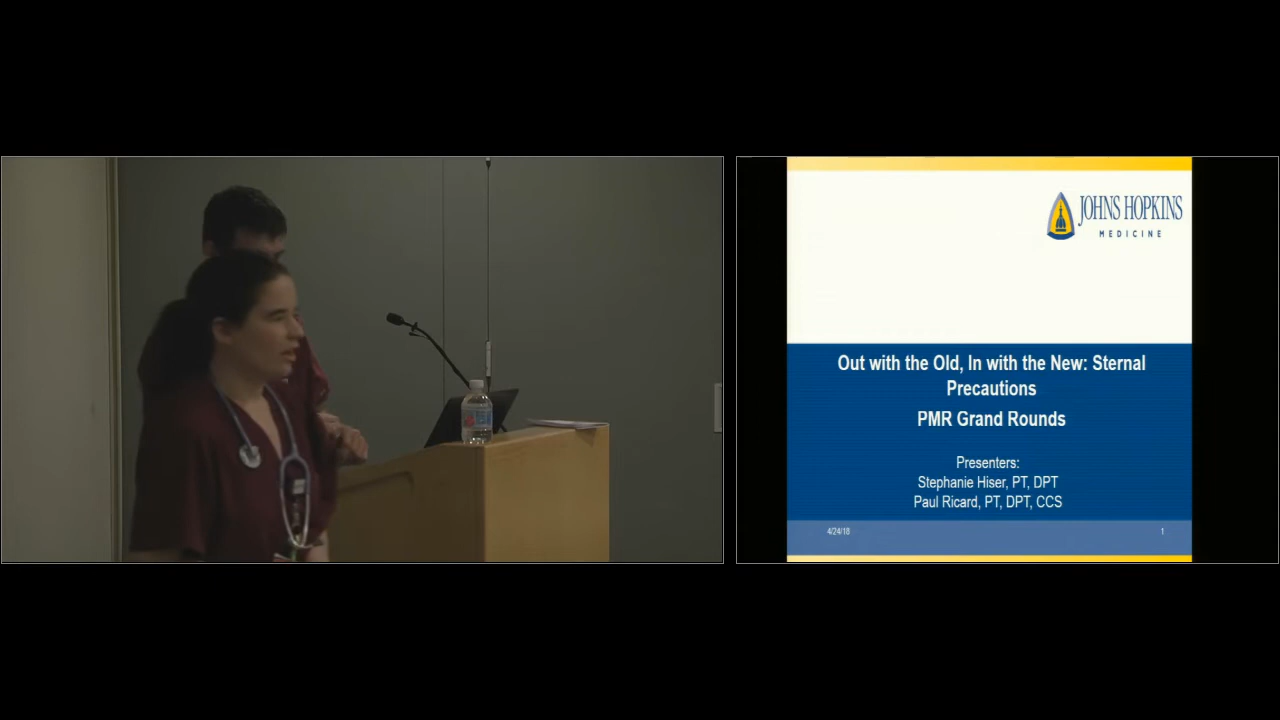 JOHNS HOPKINS
MEDICINE
Out with the Old, In with the New: Sternal
Precautions
PMR Grand Rounds
Presenters:
Stephanie Hiser, PT, DPT
Paul Ricard, PT, DPT, CCS
4/24/18
1